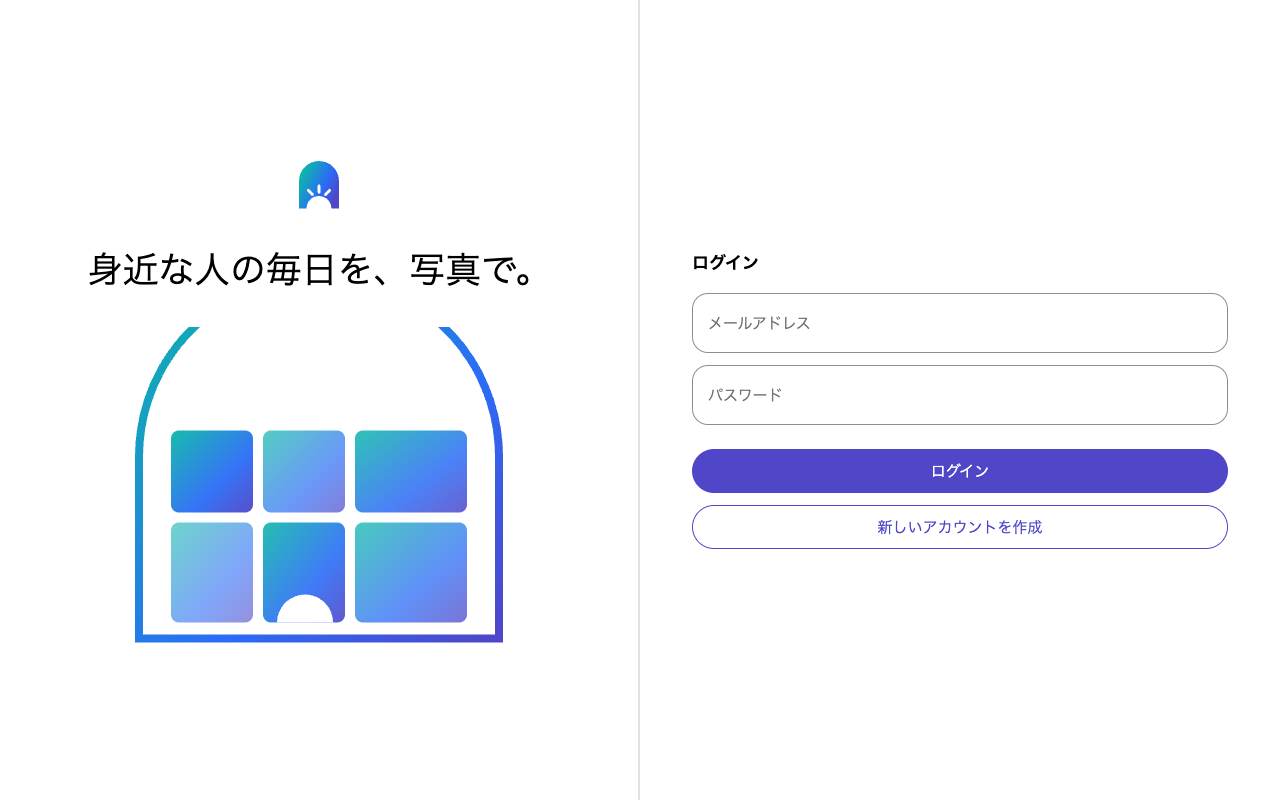 身近な人の毎日を、写真で。
ログイン
メールアドレス
パスワード
ログイン
新しいアカウントを作成